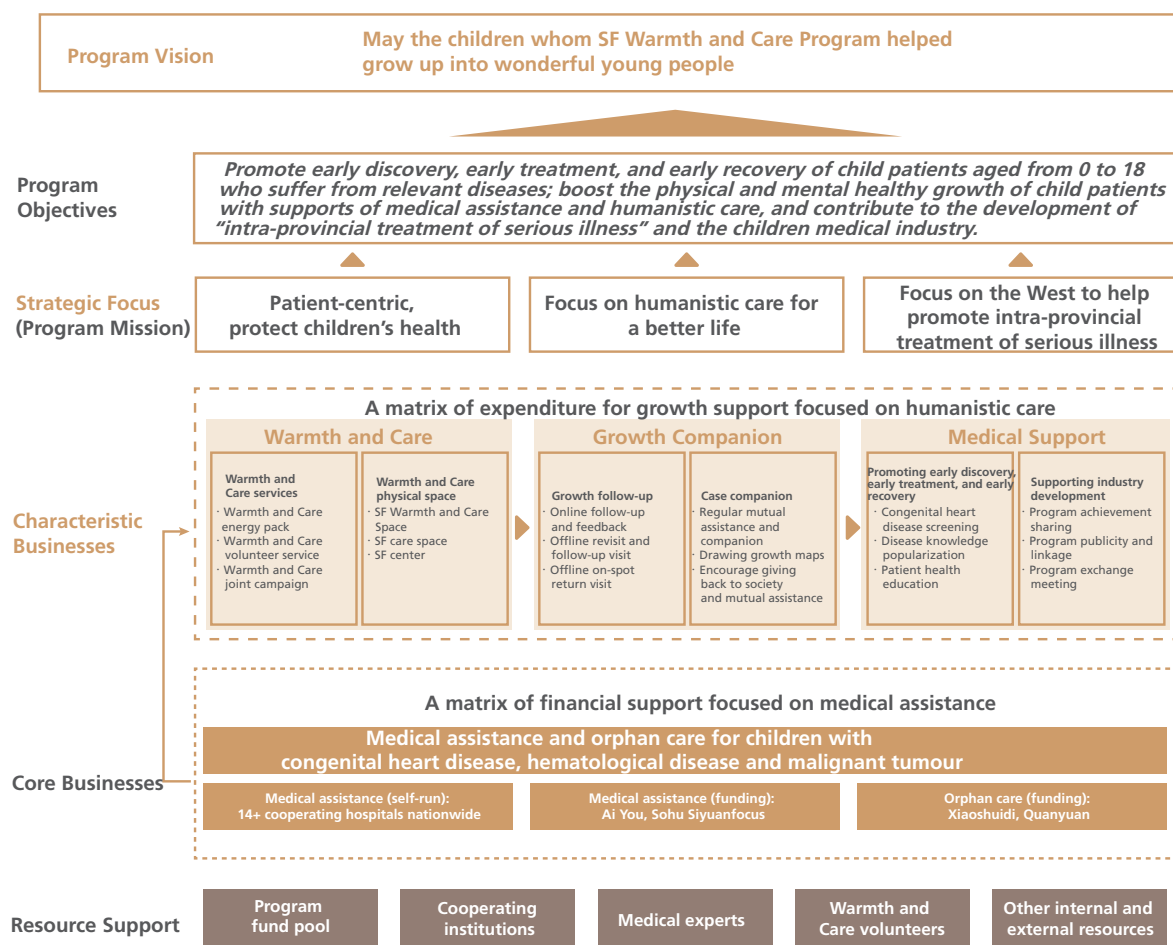 Program Vision
May the children whom SF Warmth and Care Program helped
grow up into wonderful young people
Program
Objectives
Promote early discovery, early treatment, and early recovery of child patients aged from 0 to 18
who suffer from relevant diseases; boost the physical and mental healthy growth of child patients
with supports of medical assistance and humanistic care, and contribute to the development of
“intra-provincial treatment of serious illness” and the children medical industry.
Strategic Focus
(Program Mission)
Patient-centric,
protect children’s health
Focus on humanistic care for
a better life
Focus on the West to help
promote intra-provincial
treatment of serious illness
Characteristic
Businesses
A matrix of expenditure for growth support focused on humanistic care
Warmth and Care
Warmth and
Care services
· Warmth and Care
energy pack
· Warmth and Care
volunteer service
· Warmth and Care
joint campaign
Warmth and Care
physical space
· SF Warmth and Care
Space
· SF care space
· SF center
Growth Companion
Growth follow-up
· Online follow-up
and feedback
· Offline revisit and
follow-up visit
· Offline on-spot
return visit
Case companion
· Regular mutual
assistance and
companion
· Drawing growth maps
· Encourage giving
back to society
and mutual assistance
Medical Support
Promoting early discovery,
early treatment, and early
recovery
· Congenital heart
disease screening
· Disease knowledge
popularization
· Patient health
education
Supporting industry
development
· Program achievement
sharing
· Program publicity and
linkage
· Program exchange
meeting
Core Businesses
A matrix of financial support focused on medical assistance
Medical assistance and orphan care for children with
congenital heart disease, hematological disease and malignant tumour
Medical assistance (self-run):
14+ cooperating hospitals nationwide
Medical assistance (funding):
Ai You, Sohu Siyuanfocus
Orphan care (funding):
Xiaoshuidi, Quanyuan
Resource Support
Program
fund pool
Cooperating
institutions
Medical experts
Warmth and
Care volunteers
Other internal and
external resources